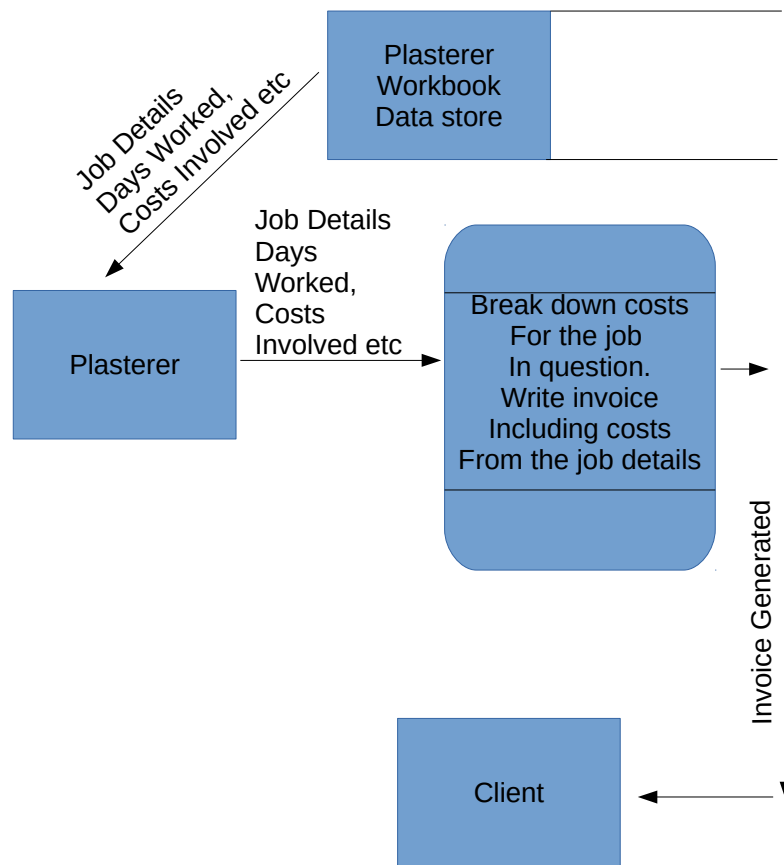 Plasterer
Workbook
Data store
Job Details
Days Worked,
Costs Involved etc
Job Details
Days
Worked,
Costs
Involved etc
Plasterer
Break down costs
For the job
In question.
Write invoice
Including costs
From the job details
Invoice Generated
Client